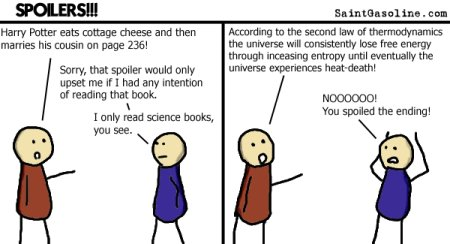 SPOILERS!!!
SaintGasoline.com
Harry Potter eats cottage cheese and then
marries his cousin on page 236!
Sorry, that spoiler would only
upset me if I had any intention
of reading that book.
I only read science books,
you see.
According to the second law of thermodynamics
the universe will consistently lose free energy
through inceasing entropy until eventually the
universe experiences heat-death!
NOOOOOO!
You spoiled the ending!